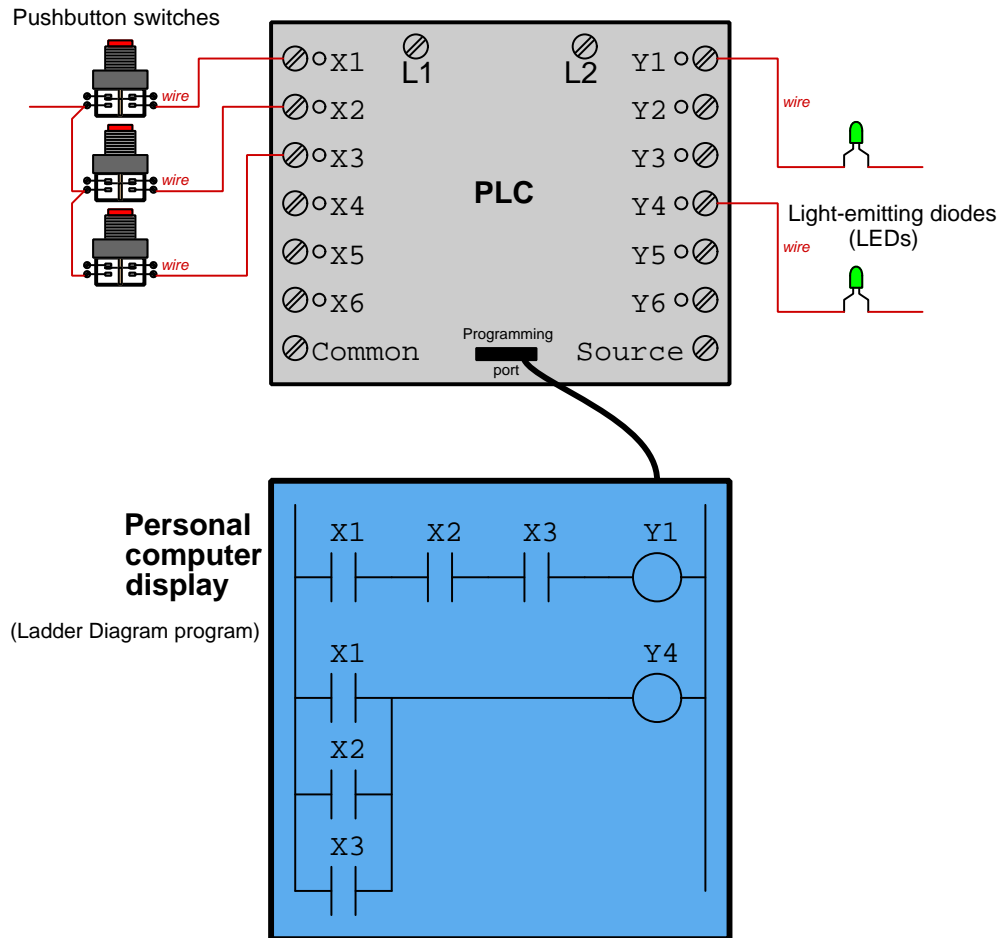 Pushbutton switches
X1
L1
L2
Y1
wire
wire
X2
Y2
X3
Y3
wire
PLC
X4
Y4
Light-emitting diodes
(LEDs)
wire
X5
Y5
wire
X6
Y6
Common
Programming
port
Source
Personal
computer
display
(Ladder Diagram program)
X1
X2
X3
Y1
X1
Y4
X2
X3